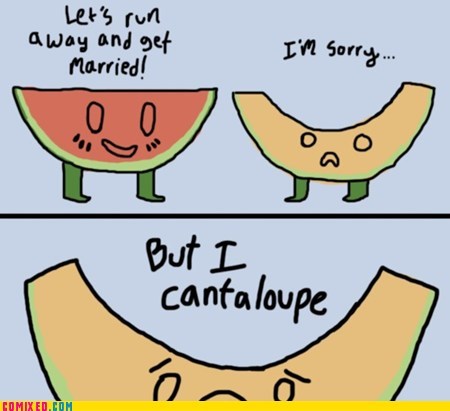 Let's run
away and get
married!
I'm sorry...
But I
cantaloupe
COMIXED.COM